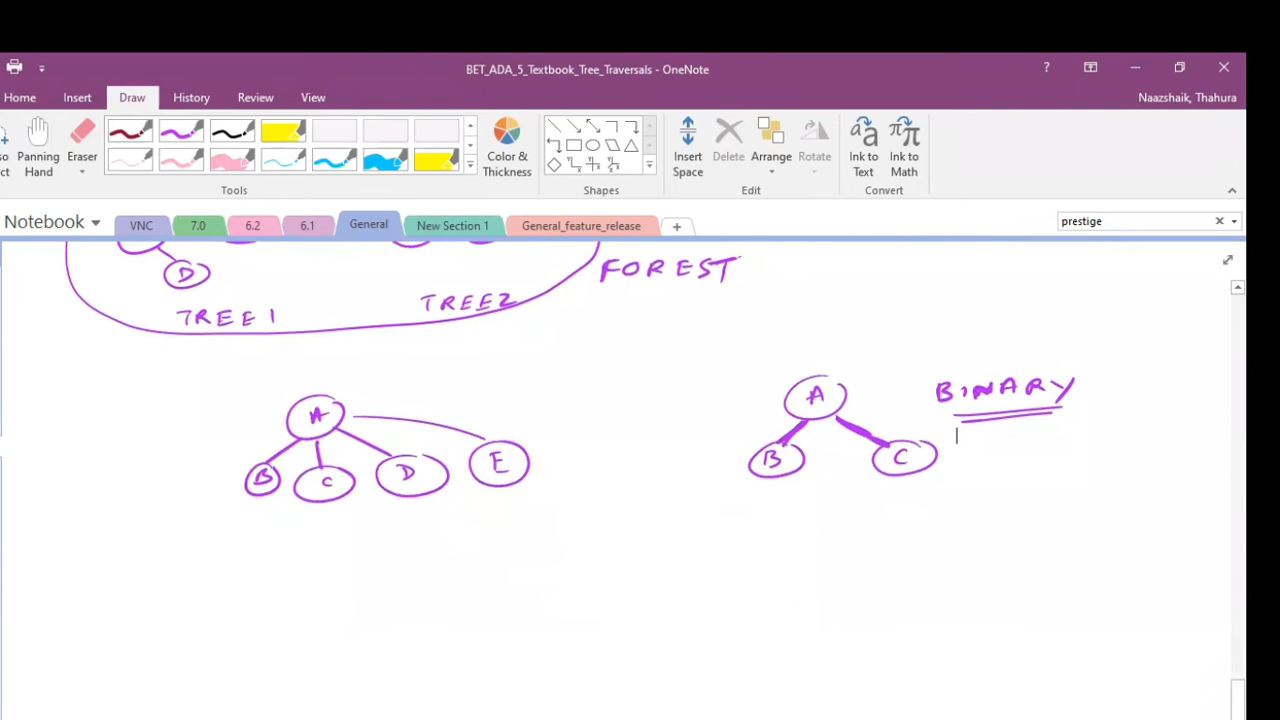 BET_ADA_5_Textbook_Tree_Traversals - OneNote
?
Home Insert Draw History Review View
Naazshaik, Thahura
Panning Hand
Eraser
Color & Thickness
Insert Space
Delete
Arrange
Rotate
Ink to Text
Ink to Math
Tools
Shapes
Edit
Convert
Notebook
VNC
7.0
6.2
6.1
General
New Section 1
General_feature_release
prestige
D
FOREST
TREE1
TREE2
A
B C D E
A
B C
BINARY